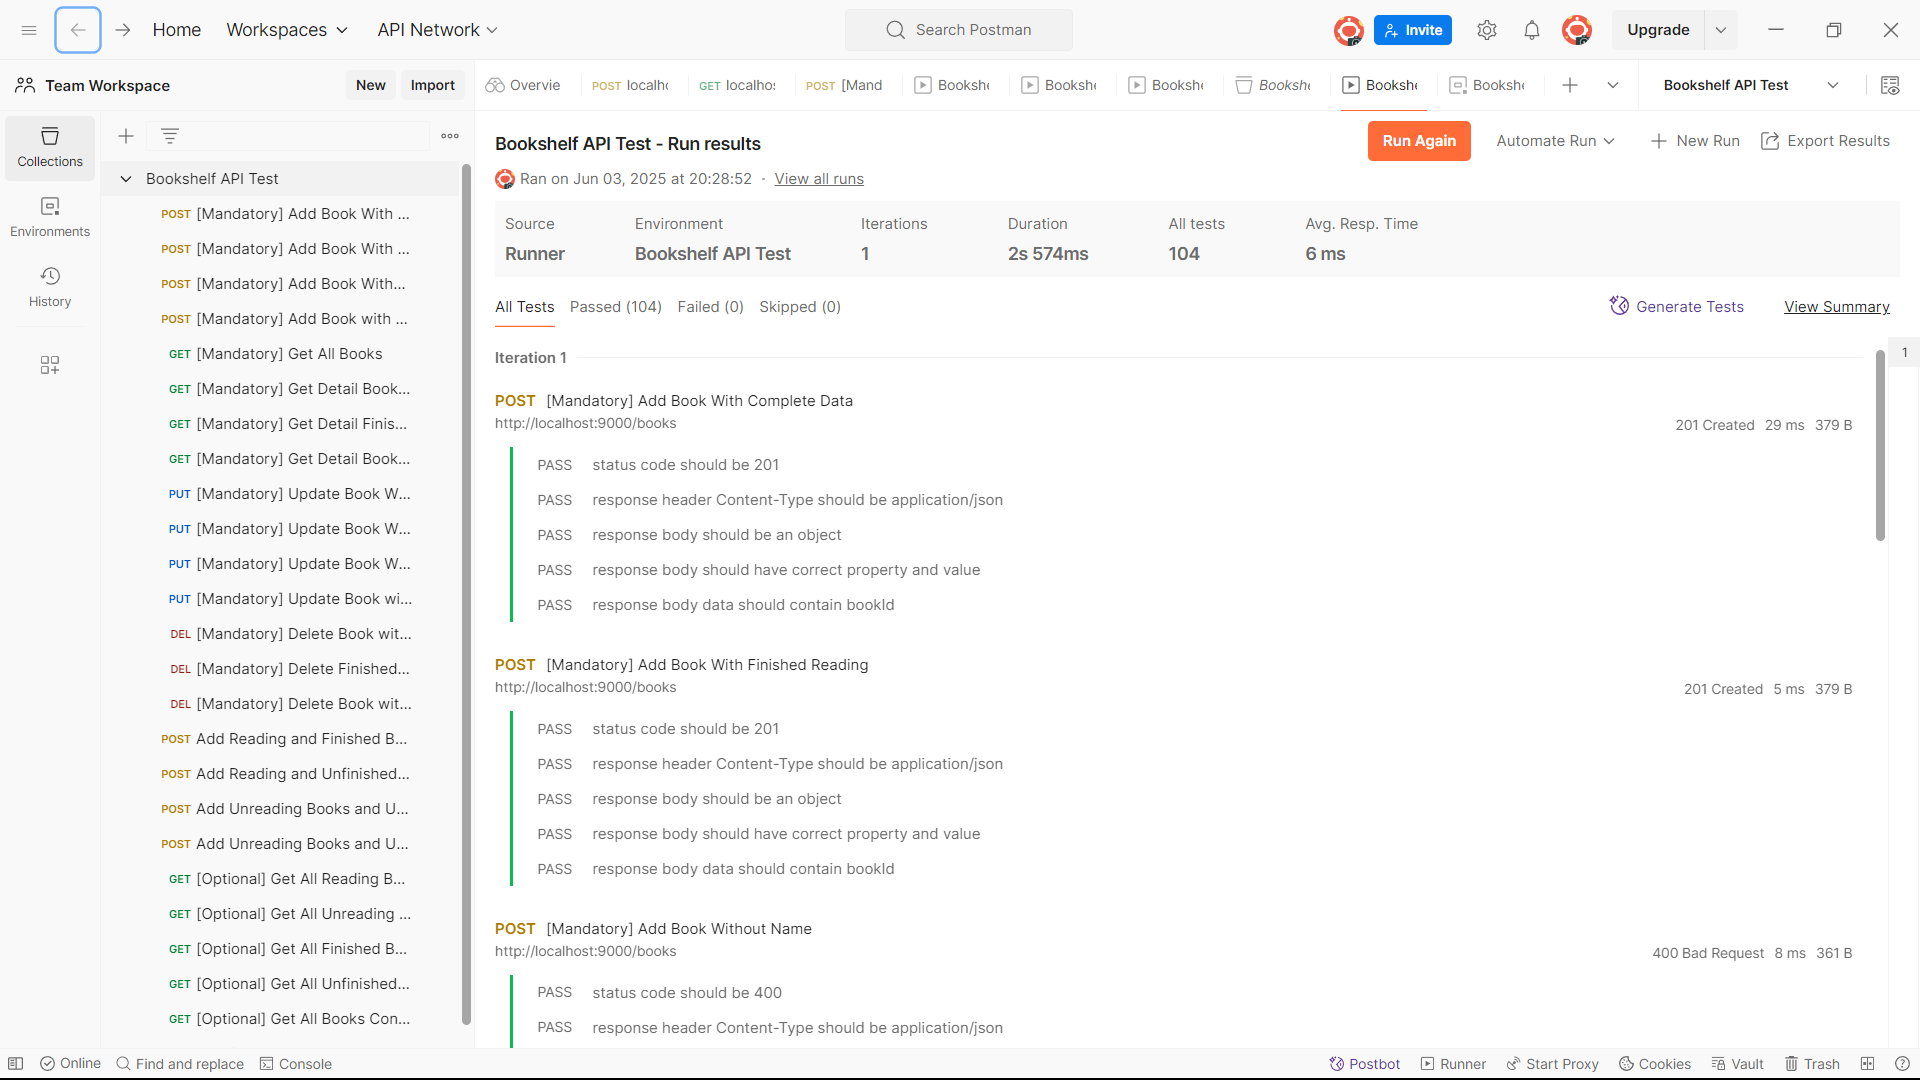 Home
Workspaces
API Network
Search Postman
Invite
Upgrade
Team Workspace
New
Import
Overvie
POST localho
GET localhos
POST [Mand
Bookshe
Bookshe
Bookshe
Bookshe
Bookshe
Bookshe
Bookshelf API Test
Collections
Environments
History
Bookshelf API Test
POST [Mandatory] Add Book With ...
POST [Mandatory] Add Book With ...
POST [Mandatory] Add Book With...
POST [Mandatory] Add Book with ...
GET [Mandatory] Get All Books
GET [Mandatory] Get Detail Book...
GET [Mandatory] Get Detail Finis...
GET [Mandatory] Get Detail Book...
PUT [Mandatory] Update Book W...
PUT [Mandatory] Update Book W...
PUT [Mandatory] Update Book W...
PUT [Mandatory] Update Book wi...
DEL [Mandatory] Delete Book wit...
DEL [Mandatory] Delete Finished...
DEL [Mandatory] Delete Book wit...
POST Add Reading and Finished B...
POST Add Reading and Unfinished...
POST Add Unreading Books and U...
POST Add Unreading Books and U...
GET [Optional] Get All Reading B...
GET [Optional] Get All Unreading ...
GET [Optional] Get All Finished B...
GET [Optional] Get All Unfinished...
GET [Optional] Get All Books Con...
Bookshelf API Test - Run results
Run Again
Automate Run
New Run
Export Results
Ran on Jun 03, 2025 at 20:28:52 · View all runs
Source Environment Iterations Duration All tests Avg. Resp. Time
Runner Bookshelf API Test 1 2s 574ms 104 6 ms
All Tests Passed (104) Failed (0) Skipped (0)
Generate Tests
View Summary
Iteration 1
1
POST [Mandatory] Add Book With Complete Data
http://localhost:9000/books
201 Created 29 ms 379 B
PASS status code should be 201
PASS response header Content-Type should be application/json
PASS response body should be an object
PASS response body should have correct property and value
PASS response body data should contain bookId
POST [Mandatory] Add Book With Finished Reading
http://localhost:9000/books
201 Created 5 ms 379 B
PASS status code should be 201
PASS response header Content-Type should be application/json
PASS response body should be an object
PASS response body should have correct property and value
PASS response body data should contain bookId
POST [Mandatory] Add Book Without Name
http://localhost:9000/books
400 Bad Request 8 ms 361 B
PASS status code should be 400
PASS response header Content-Type should be application/json
Online
Find and replace
Console
Postbot
Runner
Start Proxy
Cookies
Vault
Trash